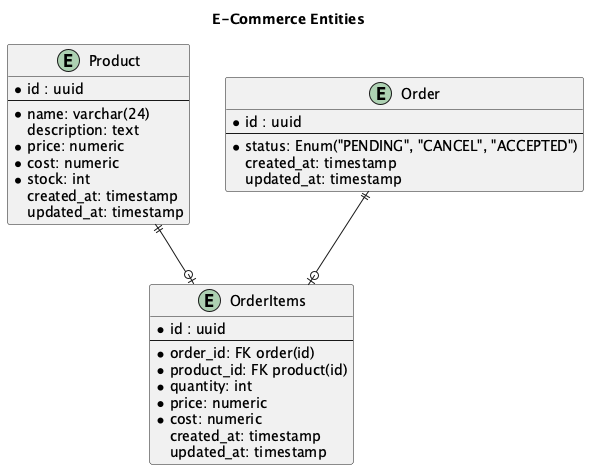 E-Commerce Entities
E Product
* id : uuid
* name: varchar(24)
description: text
* price: numeric
* cost: numeric
* stock: int
created_at: timestamp
updated_at: timestamp
E Order
* id : uuid
* status: Enum("PENDING", "CANCEL", "ACCEPTED")
created_at: timestamp
updated_at: timestamp
E OrderItems
* id : uuid
* order_id: FK order(id)
* product_id: FK product(id)
* quantity: int
* price: numeric
* cost: numeric
created_at: timestamp
updated_at: timestamp